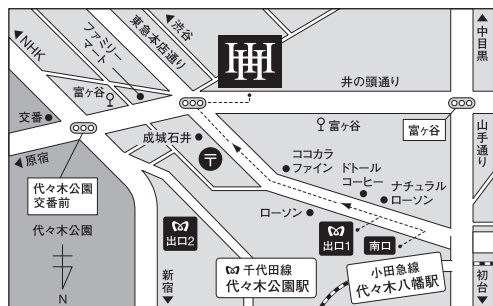 NHK
ファミリー
マート
東急本店通り
渋谷
HH
井の頭通り
中目黒
富ヶ谷
交番
成城石井
富ヶ谷
富ヶ谷
山手通り
原宿
代々木公園
交番前
〒
ココカラ
ファイン
ドトール
コーヒー
ナチュラル
ローソン
代々木公園
ローソン
出口2
出口1
南口
千代田線
代々木公園駅
小田急線
代々木八幡駅
N
新宿
初台